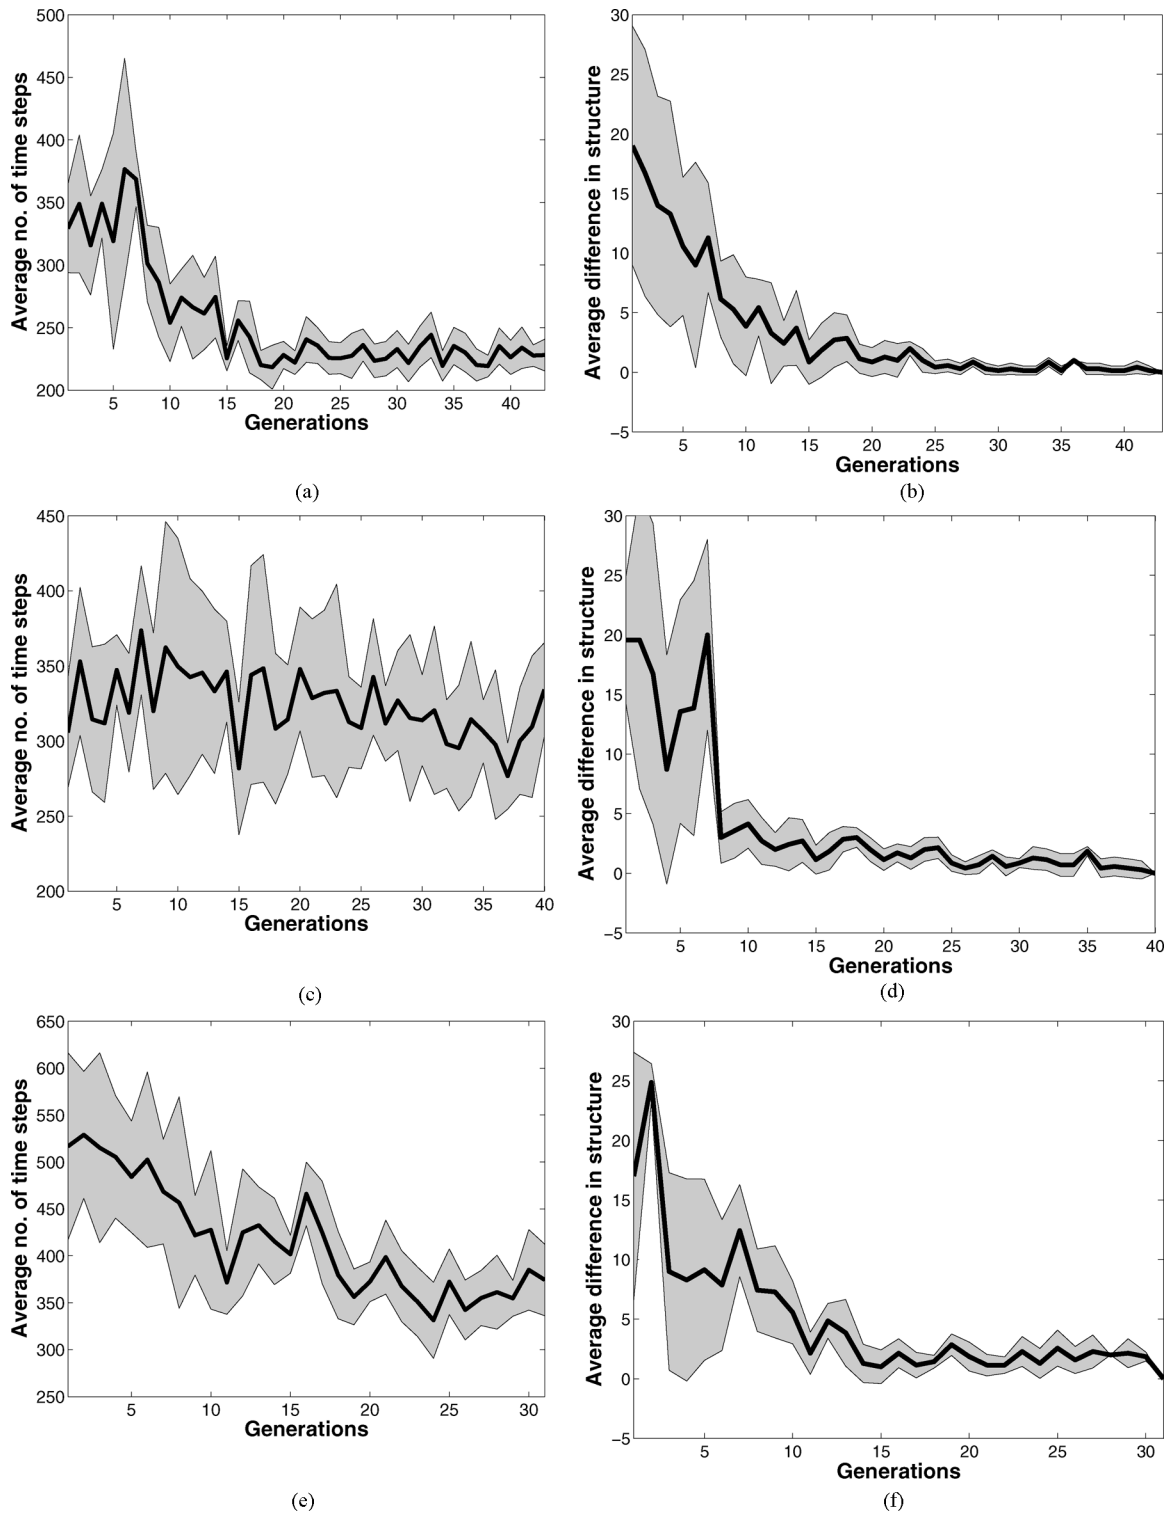 500
450
400
350
300
250
200
Average no. of time steps
5 10 15 20 25 30 35 40
Generations
(a)
30
25
20
15
10
5
0
−5
Average difference in structure
5 10 15 20 25 30 35 40
Generations
(b)
450
400
350
300
250
200
Average no. of time steps
5 10 15 20 25 30 35 40
Generations
(c)
30
25
20
15
10
5
0
−5
Average difference in structure
5 10 15 20 25 30 35 40
Generations
(d)
650
600
550
500
450
400
350
300
250
Average no. of time steps
5 10 15 20 25 30
Generations
(e)
30
25
20
15
10
5
0
−5
Average difference in structure
5 10 15 20 25 30
Generations
(f)